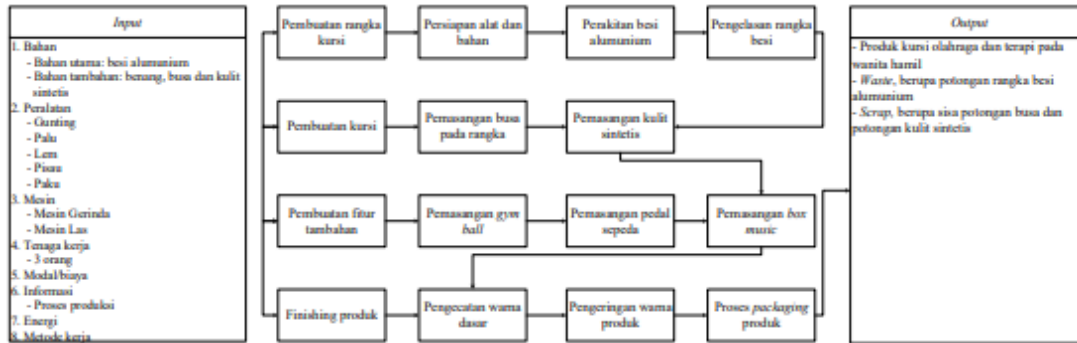 Input
1. Bahan
- Bahan utama: besi alumunium
- Bahan tambahan: benang, busa dan kulit
sintetis
2. Peralatan
- Gunting
- Palu
- Lem
- Pisau
- Paku
3. Mesin
- Mesin Gerinda
- Mesin Las
4. Tenaga kerja
- 3 orang
5. Modal/biaya
6. Informasi
- Proses produksi
7. Energi
8. Metode kerja
Pembuatan rangka
kursi
Persiapan alat dan
bahan
Perakitan besi
alumunium
Pengelasan rangka
besi
Pembuatan kursi
Pemasangan busa
pada rangka
Pemasangan kulit
sintetis
Pembuatan fitur
tambahan
Pemasangan gym
ball
Pemasangan pedal
sepeda
Pemasangan box
music
Finishing produk
Pengecatan warna
dasar
Pengeringan warna
produk
Proses packaging
produk
Output
- Produk kursi olahraga dan terapi pada
wanita hamil
- Waste, berupa potongan rangka besi
alumunium
- Scrap, berupa sisa potongan busa dan
potongan kulit sintetis